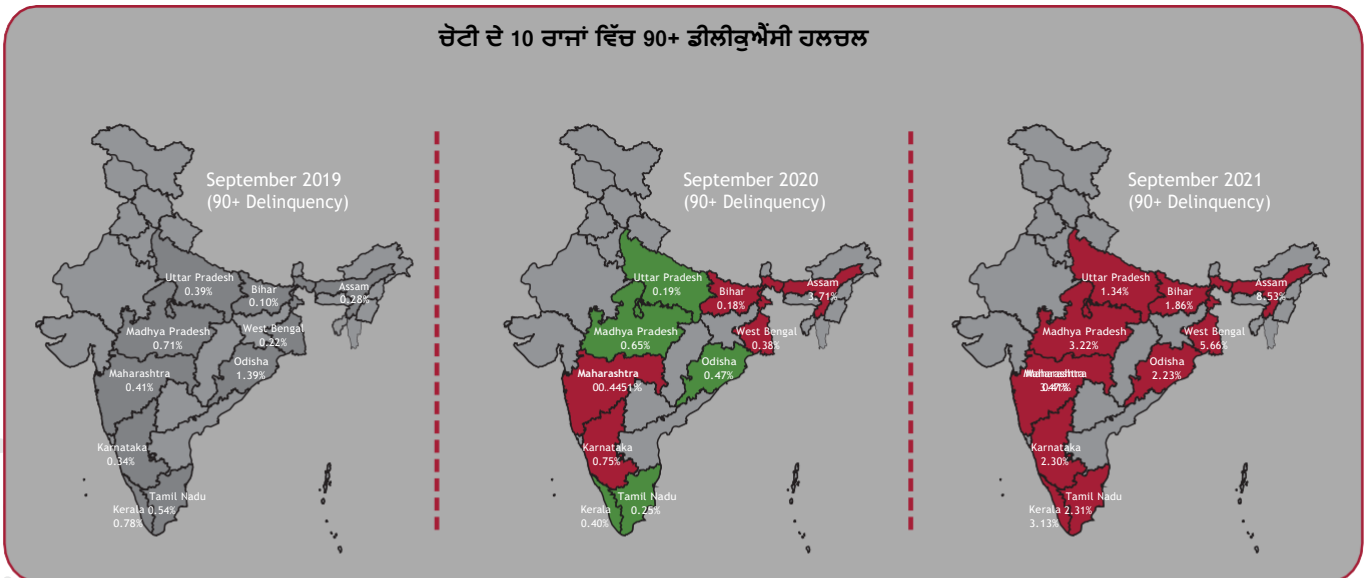 ਚੋਟੀ ਦੇ 10 ਰਾਜਾਂ ਵਿੱਚ 90+ ਡੀਲੀਕੁਐਂਸੀ ਹਲਚਲ
September 2019
(90+ Delinquency)
Uttar Pradesh
0.39%
Bihar
0.10%
Assam
0.28%
Madhya Pradesh
0.71%
West Bengal
0.22%
Odisha
1.39%
Maharashtra
0.41%
Karnataka
0.34%
Tamil Nadu
0.54%
Kerala
0.78%
September 2020
(90+ Delinquency)
Uttar Pradesh
0.19%
Bihar
0.18%
Assam
3.71%
Madhya Pradesh
0.65%
West Bengal
0.38%
Odisha
0.47%
Maharashtra
Karnataka
0.75%
Tamil Nadu
0.25%
Kerala
0.40%
September 2021
(90+ Delinquency)
Uttar Pradesh
1.34%
Bihar
1.86%
Assam
8.53%
Madhya Pradesh
3.22%
West Bengal
5.66%
Odisha
2.23%
Maharashtra
Karnataka
2.30%
Tamil Nadu
2.31%
Kerala
3.13%